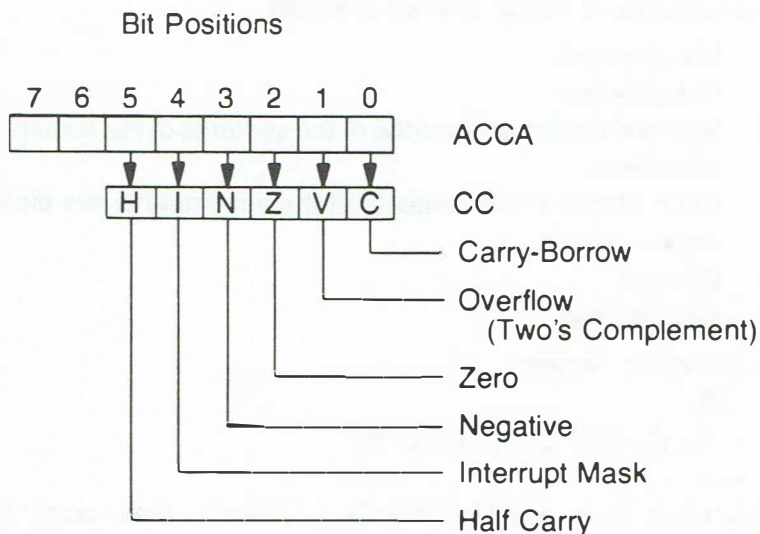 Bit Positions
7 6 5 4 3 2 1 0
ACCA
H I N Z V C
CC
Carry-Borrow
Overflow
(Two's Complement)
Zero
Negative
Interrupt Mask
Half Carry